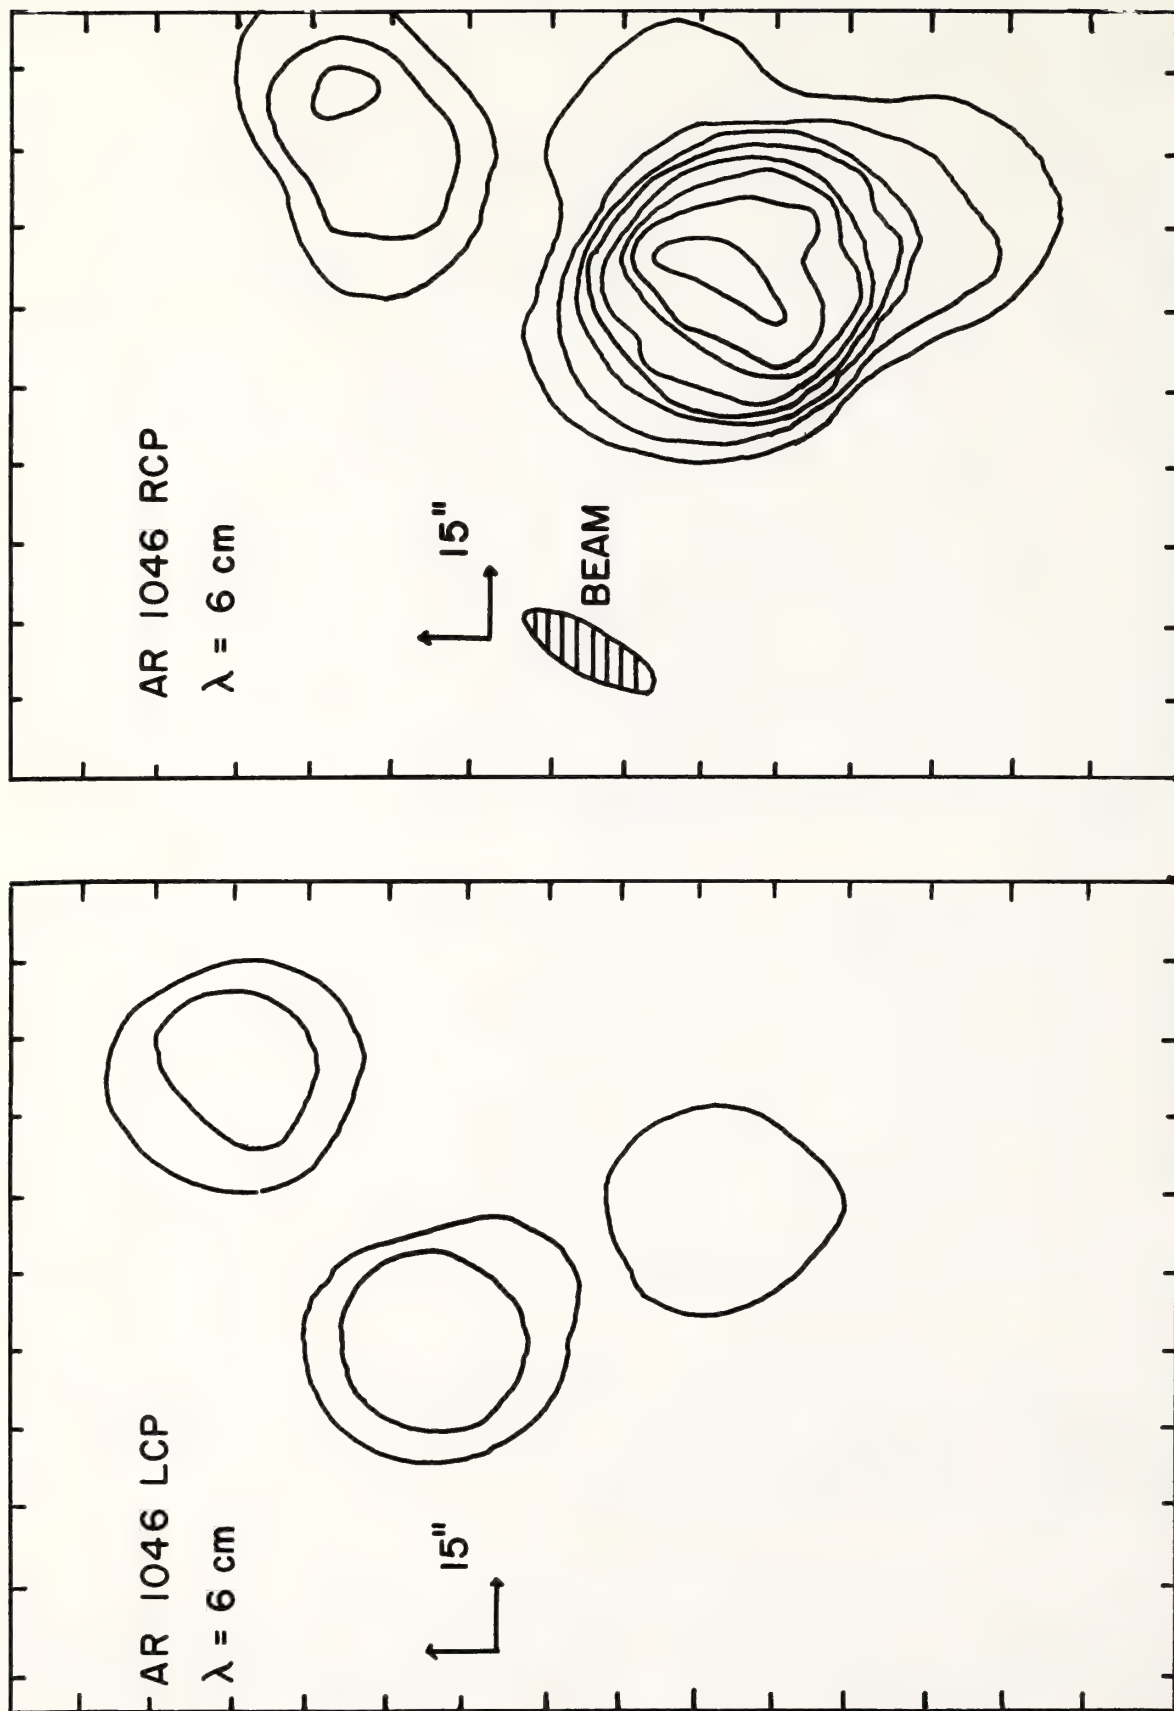 AR 1046 LCP
λ = 6 cm
15"
AR 1046 RCP
λ = 6 cm
15"
BEAM